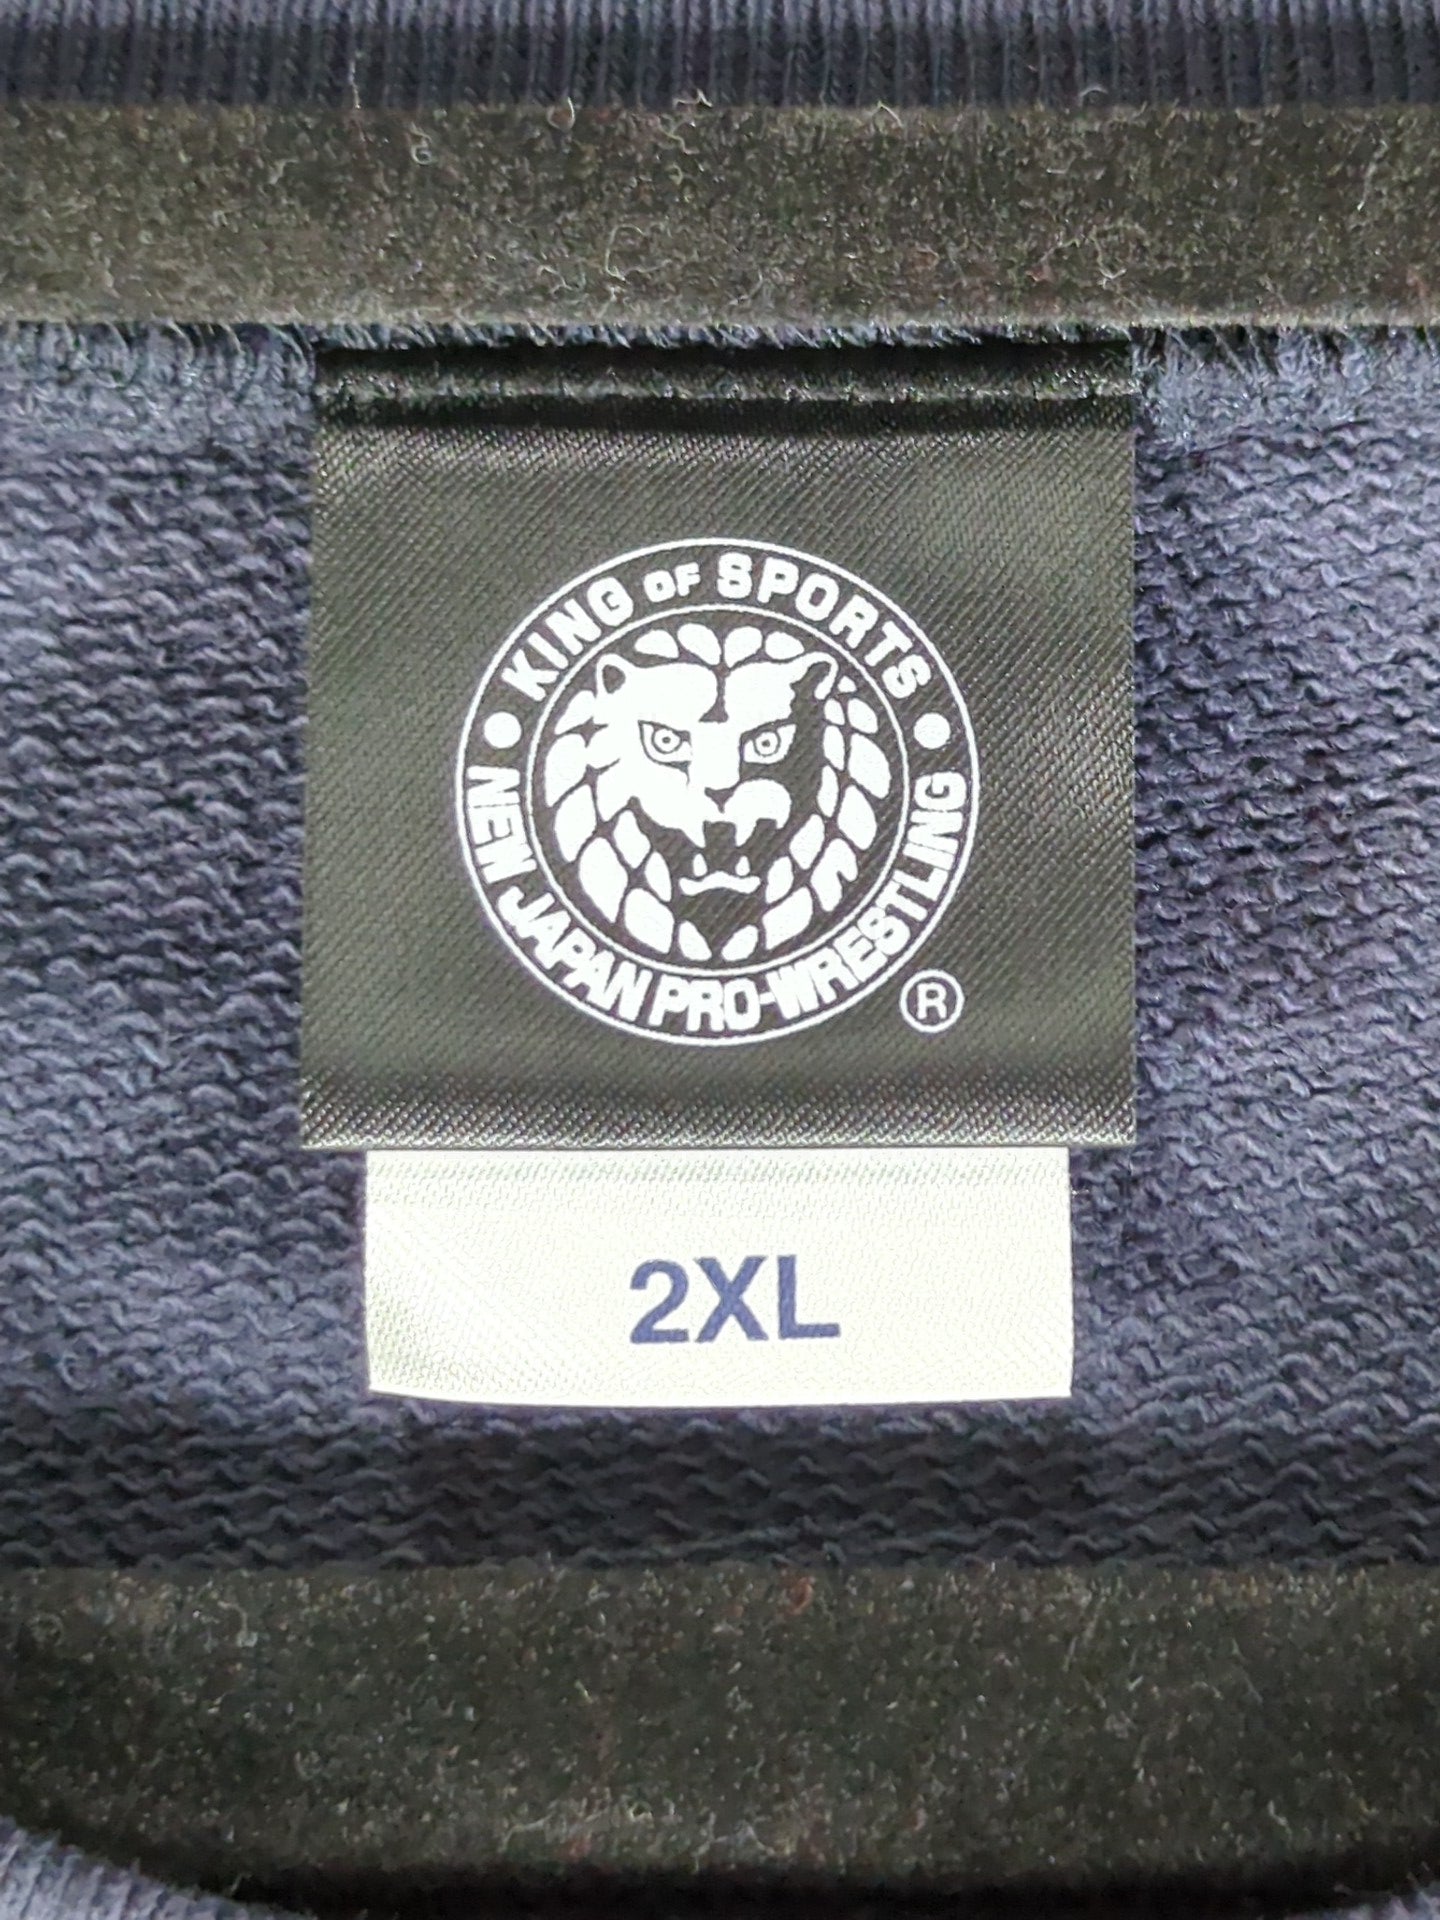 KING OF SPORTS
NEW JAPAN PRO-WRESTLING
®
2XL